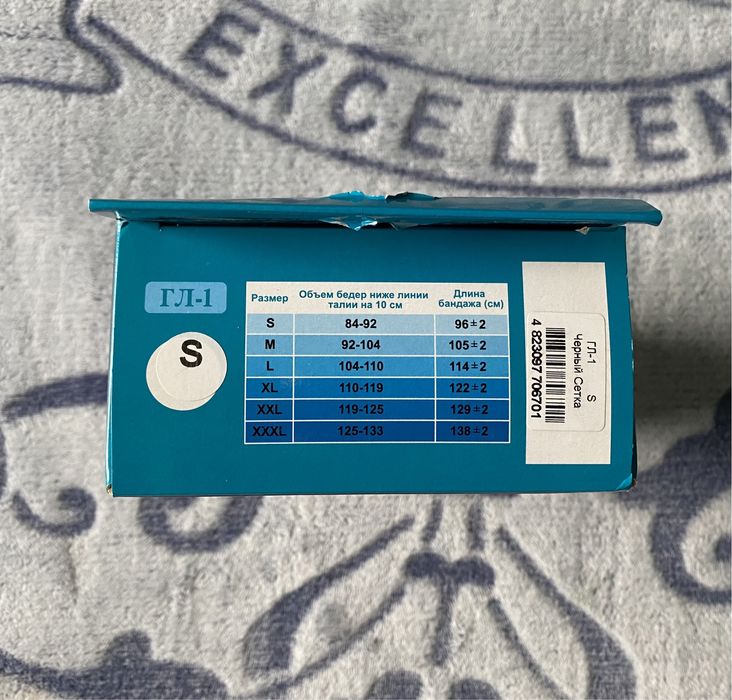 EXCELLEN
ГЛ-1
S
Размер Объем бедер ниже линии талии на 10 см Длина бандажа (см)
S 84-92 96±2
M 92-104 105±2
L 104-110 114±2
XL 110-119 122±2
XXL 119-125 129±2
XXXL 125-133 138±2
ГЛ-1 S
Черный Сетка
4 823097 706701